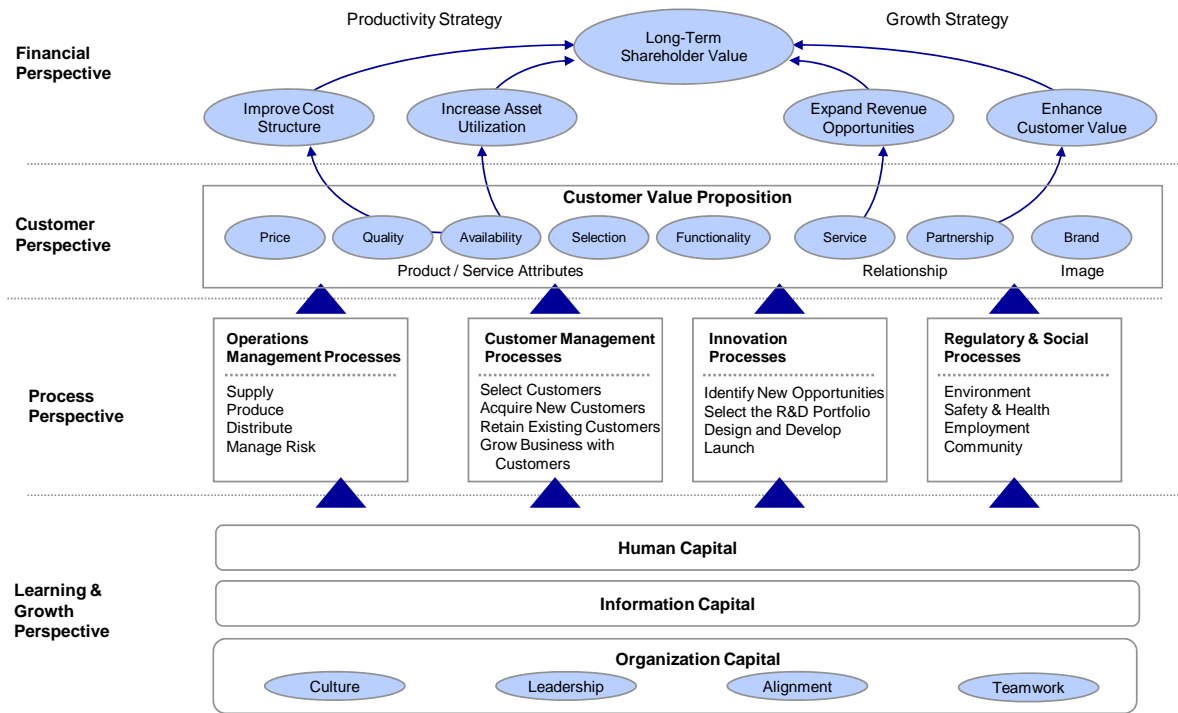 Productivity Strategy
Growth Strategy
Financial
Perspective
Long-Term
Shareholder Value
Improve Cost
Structure
Increase Asset
Utilization
Expand Revenue
Opportunities
Enhance
Customer Value
Customer
Perspective
Customer Value Proposition
Price
Quality
Availability
Selection
Functionality
Service
Partnership
Brand
Product / Service Attributes
Relationship
Image
Process
Perspective
Operations
Management Processes
Supply
Produce
Distribute
Manage Risk
Customer Management
Processes
Select Customers
Acquire New Customers
Retain Existing Customers
Grow Business with
Customers
Innovation
Processes
Identify New Opportunities
Select the R&D Portfolio
Design and Develop
Launch
Regulatory & Social
Processes
Environment
Safety & Health
Employment
Community
Learning &
Growth
Perspective
Human Capital
Information Capital
Organization Capital
Culture
Leadership
Alignment
Teamwork